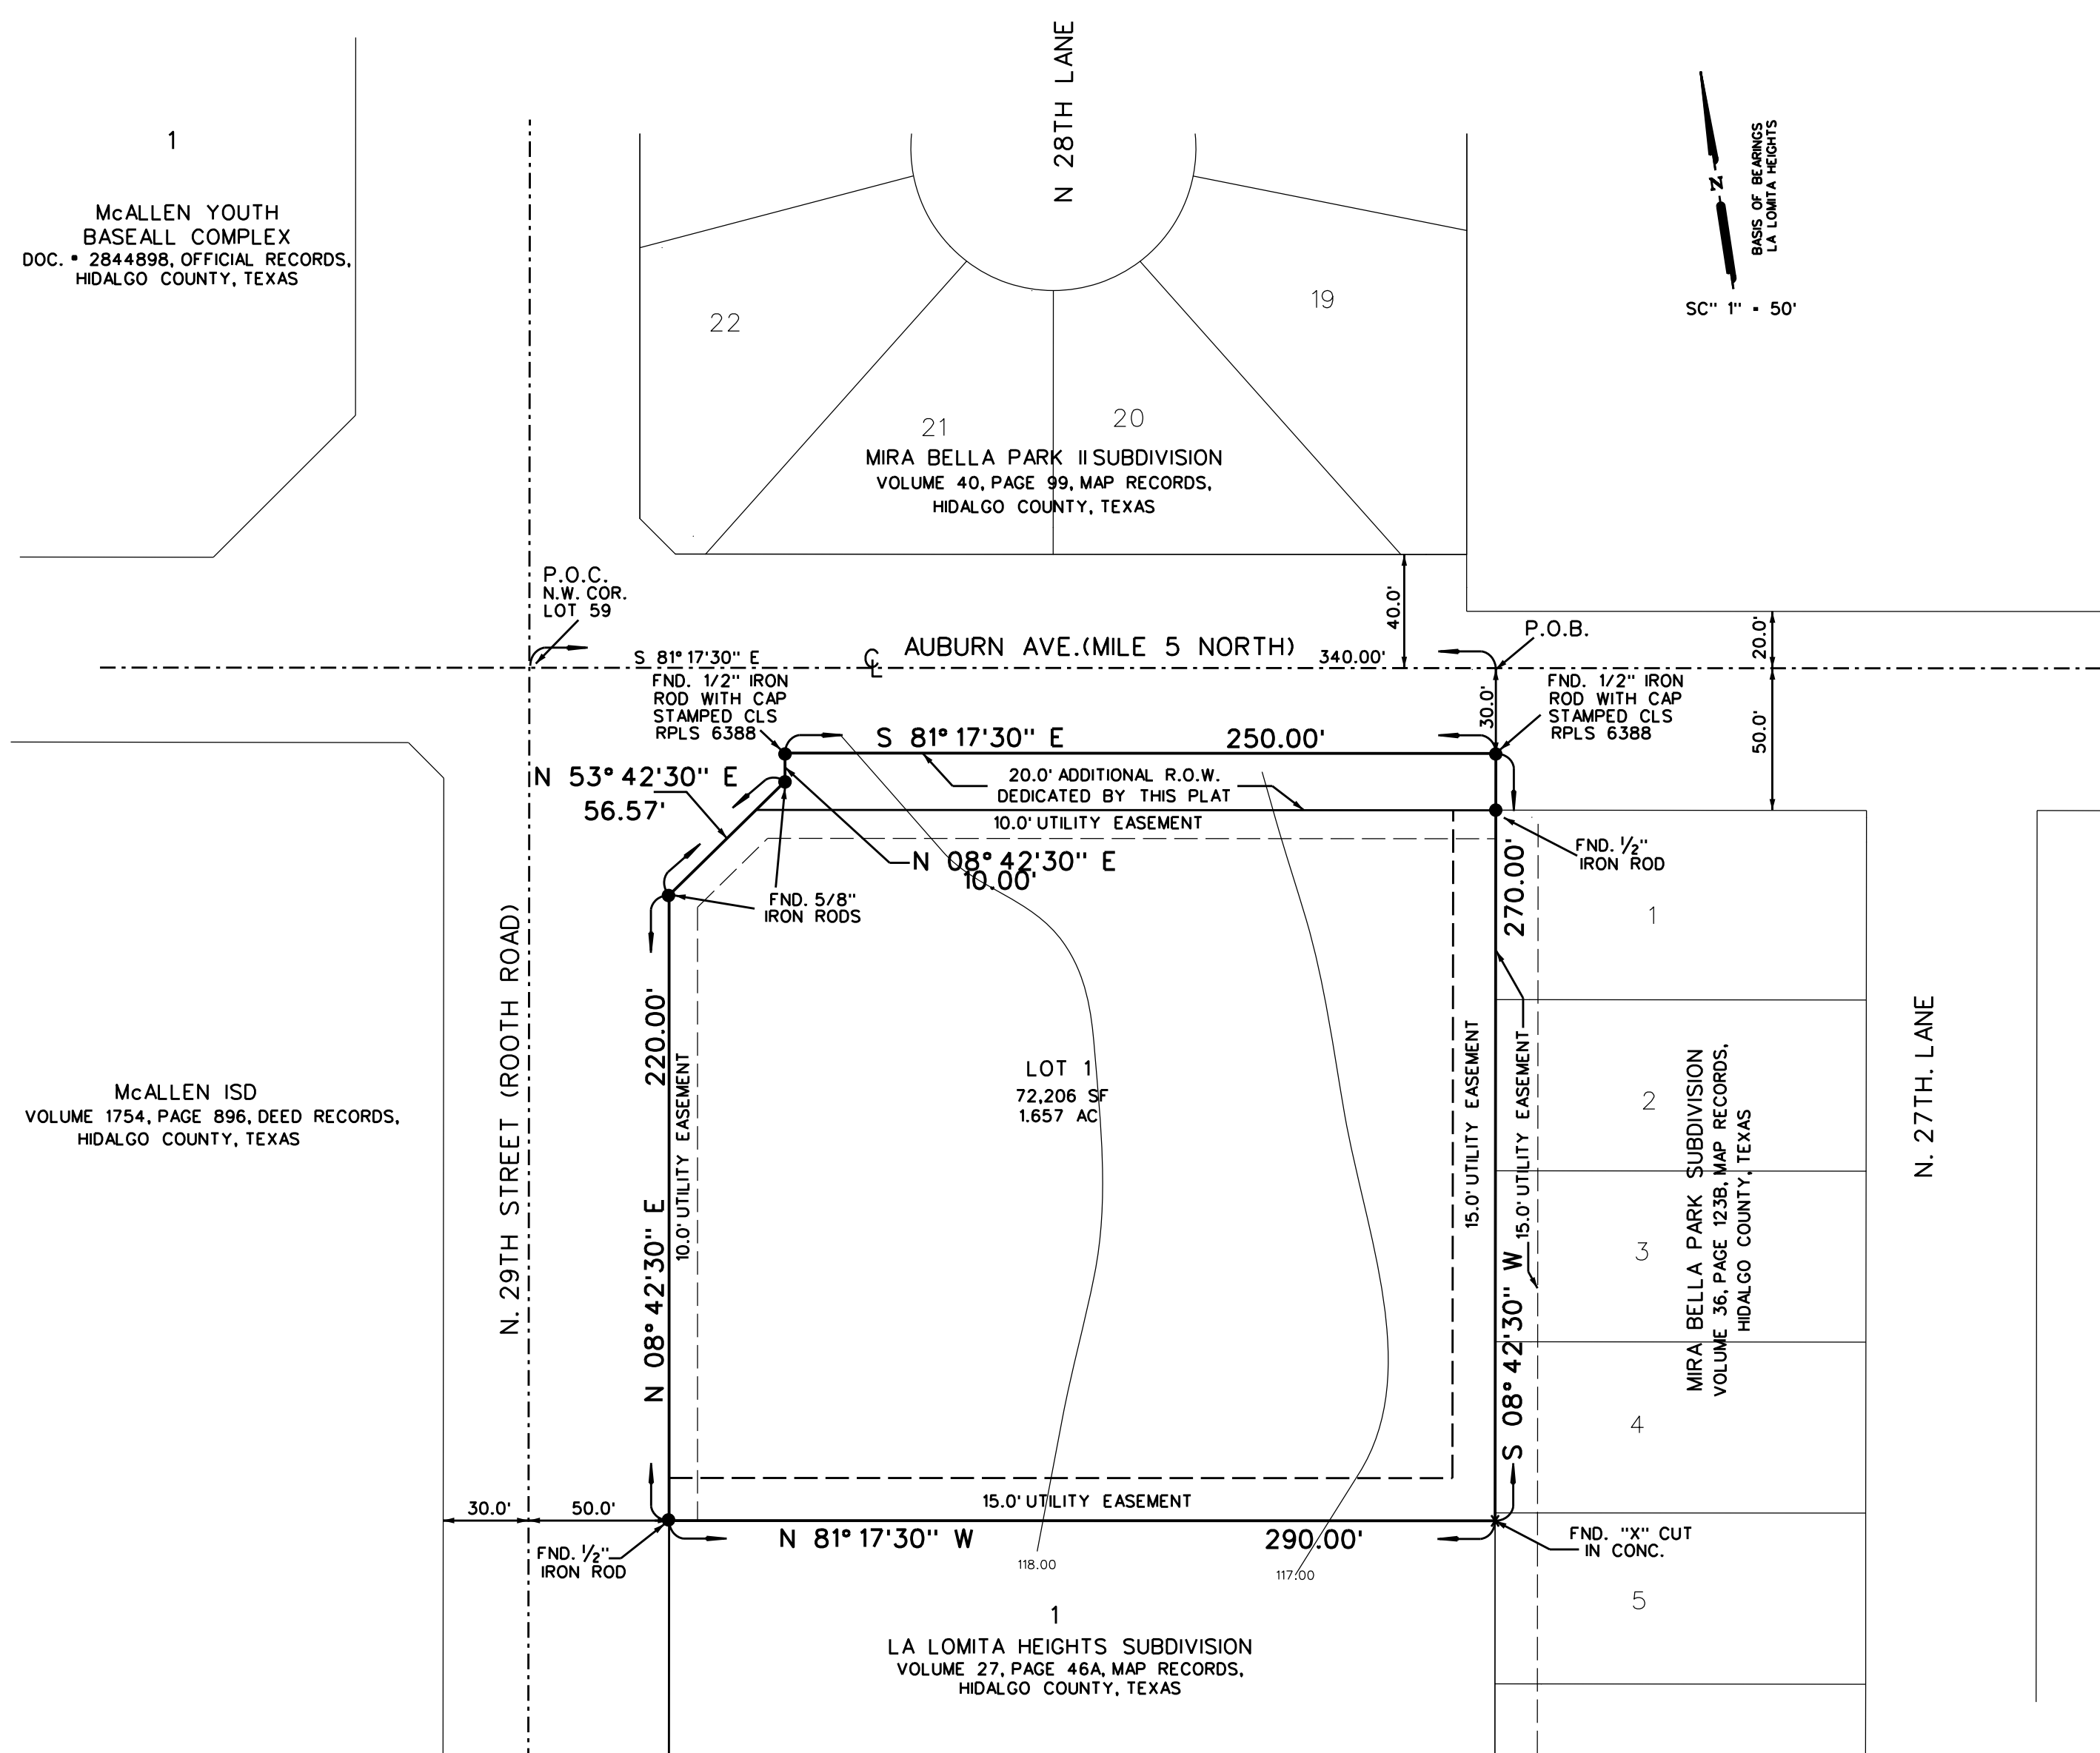 N 28TH LANE
1
McALLEN YOUTH
BASEALL COMPLEX
DOC. # 2844898, OFFICIAL RECORDS,
HIDALGO COUNTY, TEXAS
N
BASIS OF BEARINGS
LA LOMITA HEIGHTS
SC" 1" = 50'
22
19
21
20
MIRA BELLA PARK II SUBDIVISION
VOLUME 40, PAGE 99, MAP RECORDS,
HIDALGO COUNTY, TEXAS
P.O.C.
N.W. COR.
LOT 59
40.0'
20.0'
P.O.B.
AUBURN AVE.(MILE 5 NORTH)
S 81°17'30" E
CL
340.00'
FND. 1/2" IRON
ROD WITH CAP
STAMPED CLS
RPLS 6388
30.0'
FND. 1/2" IRON
ROD WITH CAP
STAMPED CLS
RPLS 6388
50.0'
S 81°17'30" E
250.00'
N 53°42'30" E
56.57'
20.0' ADDITIONAL R.O.W.
DEDICATED BY THIS PLAT
10.0' UTILITY EASEMENT
N 08°42'30" E
10.00'
FND. 1/2"
IRON ROD
FND. 5/8"
IRON RODS
270.00'
1
N. 29TH STREET (ROOTH ROAD)
220.00'
N 08°42'30" E
10.0' UTILITY EASEMENT
LOT 1
72,206 SF
1.657 AC
15.0' UTILITY EASEMENT
15.0' UTILITY EASEMENT
S 08°42'30" W
McALLEN ISD
VOLUME 1754, PAGE 896, DEED RECORDS,
HIDALGO COUNTY, TEXAS
2
3
4
5
MIRA BELLA PARK SUBDIVISION
VOLUME 36, PAGE 123B, MAP RECORDS,
HIDALGO COUNTY, TEXAS
N. 27TH. LANE
15.0' UTILITY EASEMENT
30.0'
50.0'
N 81°17'30" W
290.00'
FND. 1/2"
IRON ROD
FND. "X" CUT
IN CONC.
118.00
117.00
1
LA LOMITA HEIGHTS SUBDIVISION
VOLUME 27, PAGE 46A, MAP RECORDS,
HIDALGO COUNTY, TEXAS